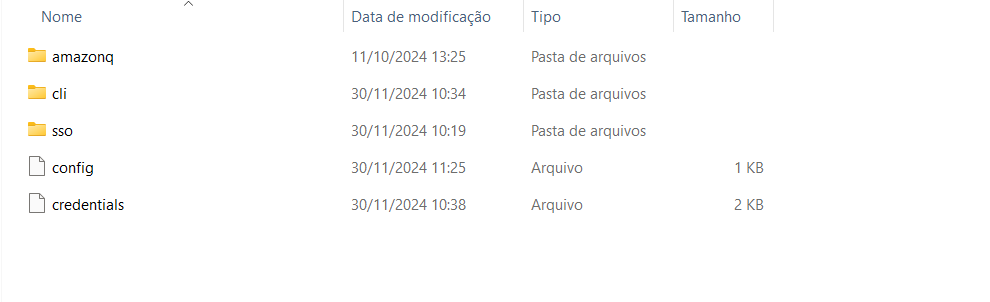 Nome Data de modificação Tipo Tamanho
amazonq 11/10/2024 13:25 Pasta de arquivos
cli 30/11/2024 10:34 Pasta de arquivos
sso 30/11/2024 10:19 Pasta de arquivos
config 30/11/2024 11:25 Arquivo 1 KB
credentials 30/11/2024 10:38 Arquivo 2 KB